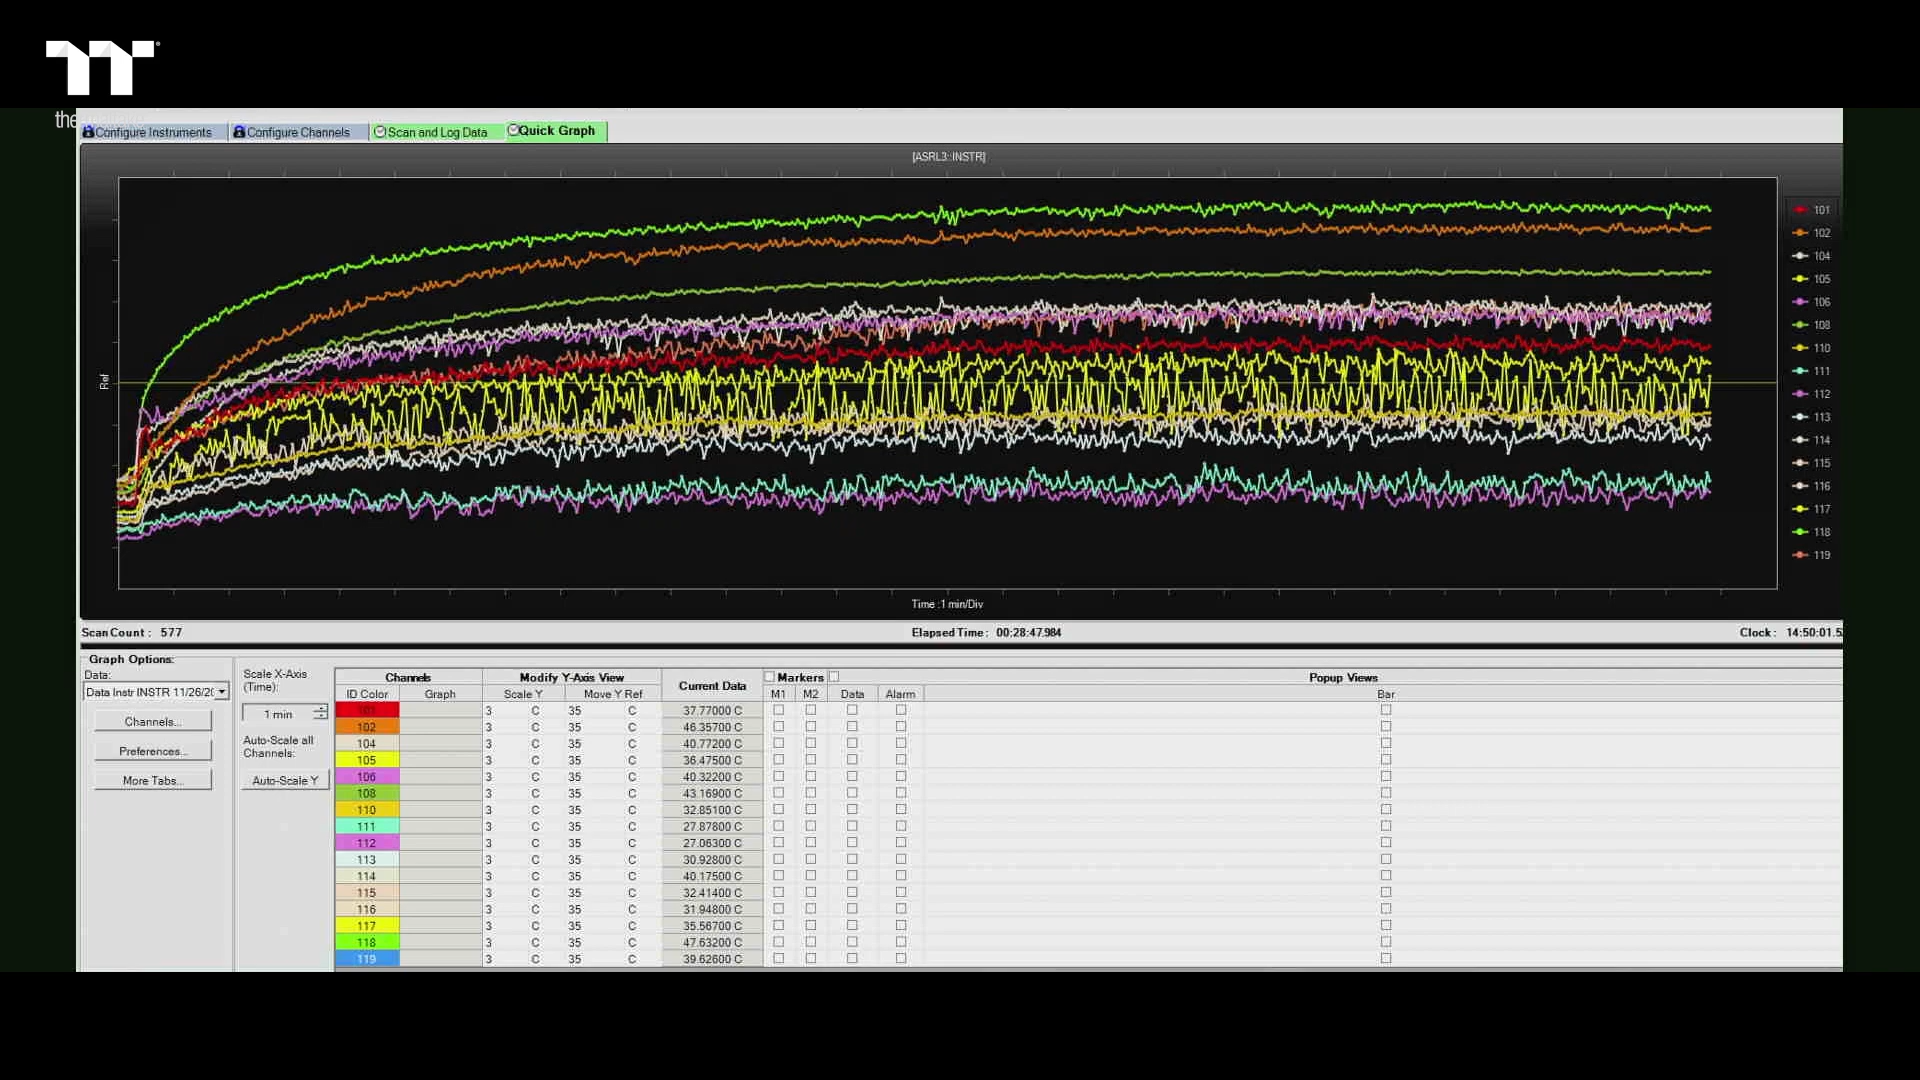 the
Configure Instruments Configure Channels Scan and Log Data Quick Graph
[ASRL3::INSTR]
Ref
101
102
104
105
106
108
110
111
112
113
114
115
116
117
118
119
Time :1 min/Div
Scan Count : 577 Elapsed Time : 00:28:47.984 Clock : 14:50:01.5
Graph Options:
Data:
Data Instr INSTR 11/26/20
Channels...
Preferences...
More Tabs...
Scale X-Axis
(Time):
1 min
Auto-Scale all
Channels:
Auto-Scale Y
Channels Modify Y-Axis View Current Data Markers Popup Views
ID Color Graph Scale Y Move Y Ref M1 M2 Data Alarm Bar
101 3 C 35 C 37.77000 C
102 3 C 35 C 46.35700 C
104 3 C 35 C 40.77200 C
105 3 C 35 C 36.47500 C
106 3 C 35 C 40.32200 C
108 3 C 35 C 43.16900 C
110 3 C 35 C 32.85100 C
111 3 C 35 C 27.87800 C
112 3 C 35 C 27.06300 C
113 3 C 35 C 30.92800 C
114 3 C 35 C 40.17500 C
115 3 C 35 C 32.41400 C
116 3 C 35 C 31.94800 C
117 3 C 35 C 35.56700 C
118 3 C 35 C 47.63200 C
119 3 C 35 C 39.62600 C